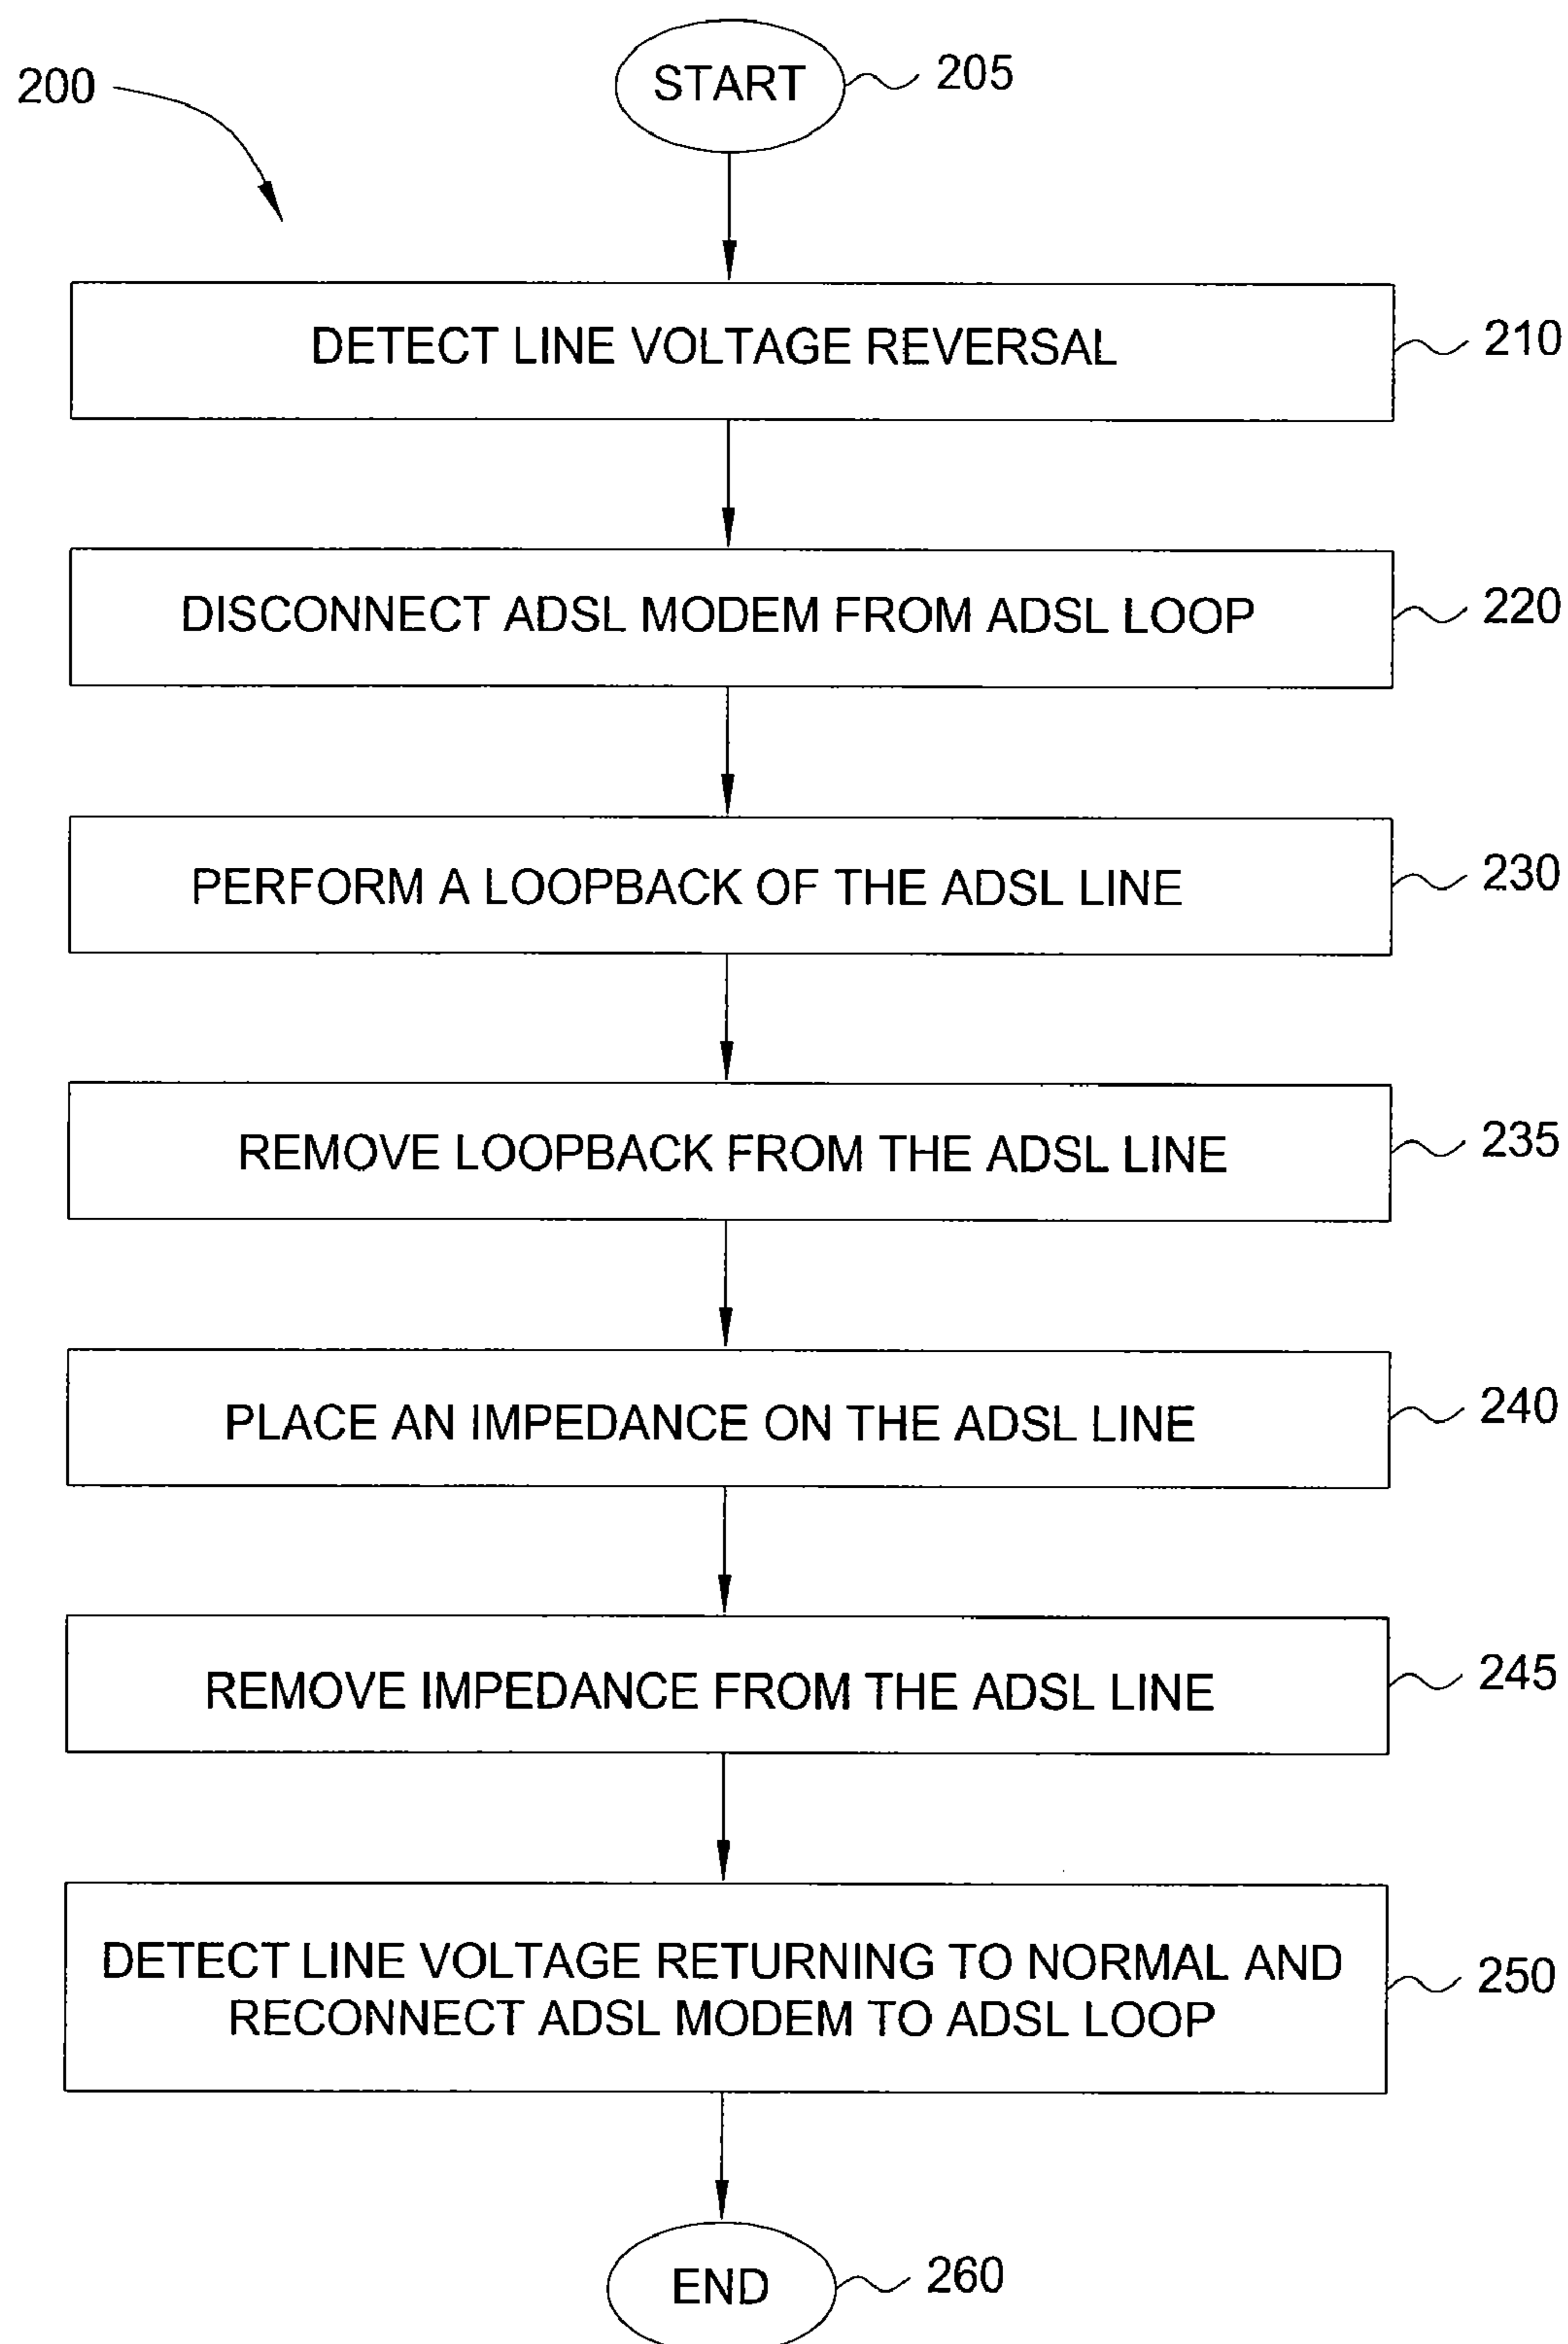 200
START
205
DETECT LINE VOLTAGE REVERSAL
210
DISCONNECT ADSL MODEM FROM ADSL LOOP
220
PERFORM A LOOPBACK OF THE ADSL LINE
230
REMOVE LOOPBACK FROM THE ADSL LINE
235
PLACE AN IMPEDANCE ON THE ADSL LINE
240
REMOVE IMPEDANCE FROM THE ADSL LINE
245
DETECT LINE VOLTAGE RETURNING TO NORMAL AND
RECONNECT ADSL MODEM TO ADSL LOOP
250
END
260